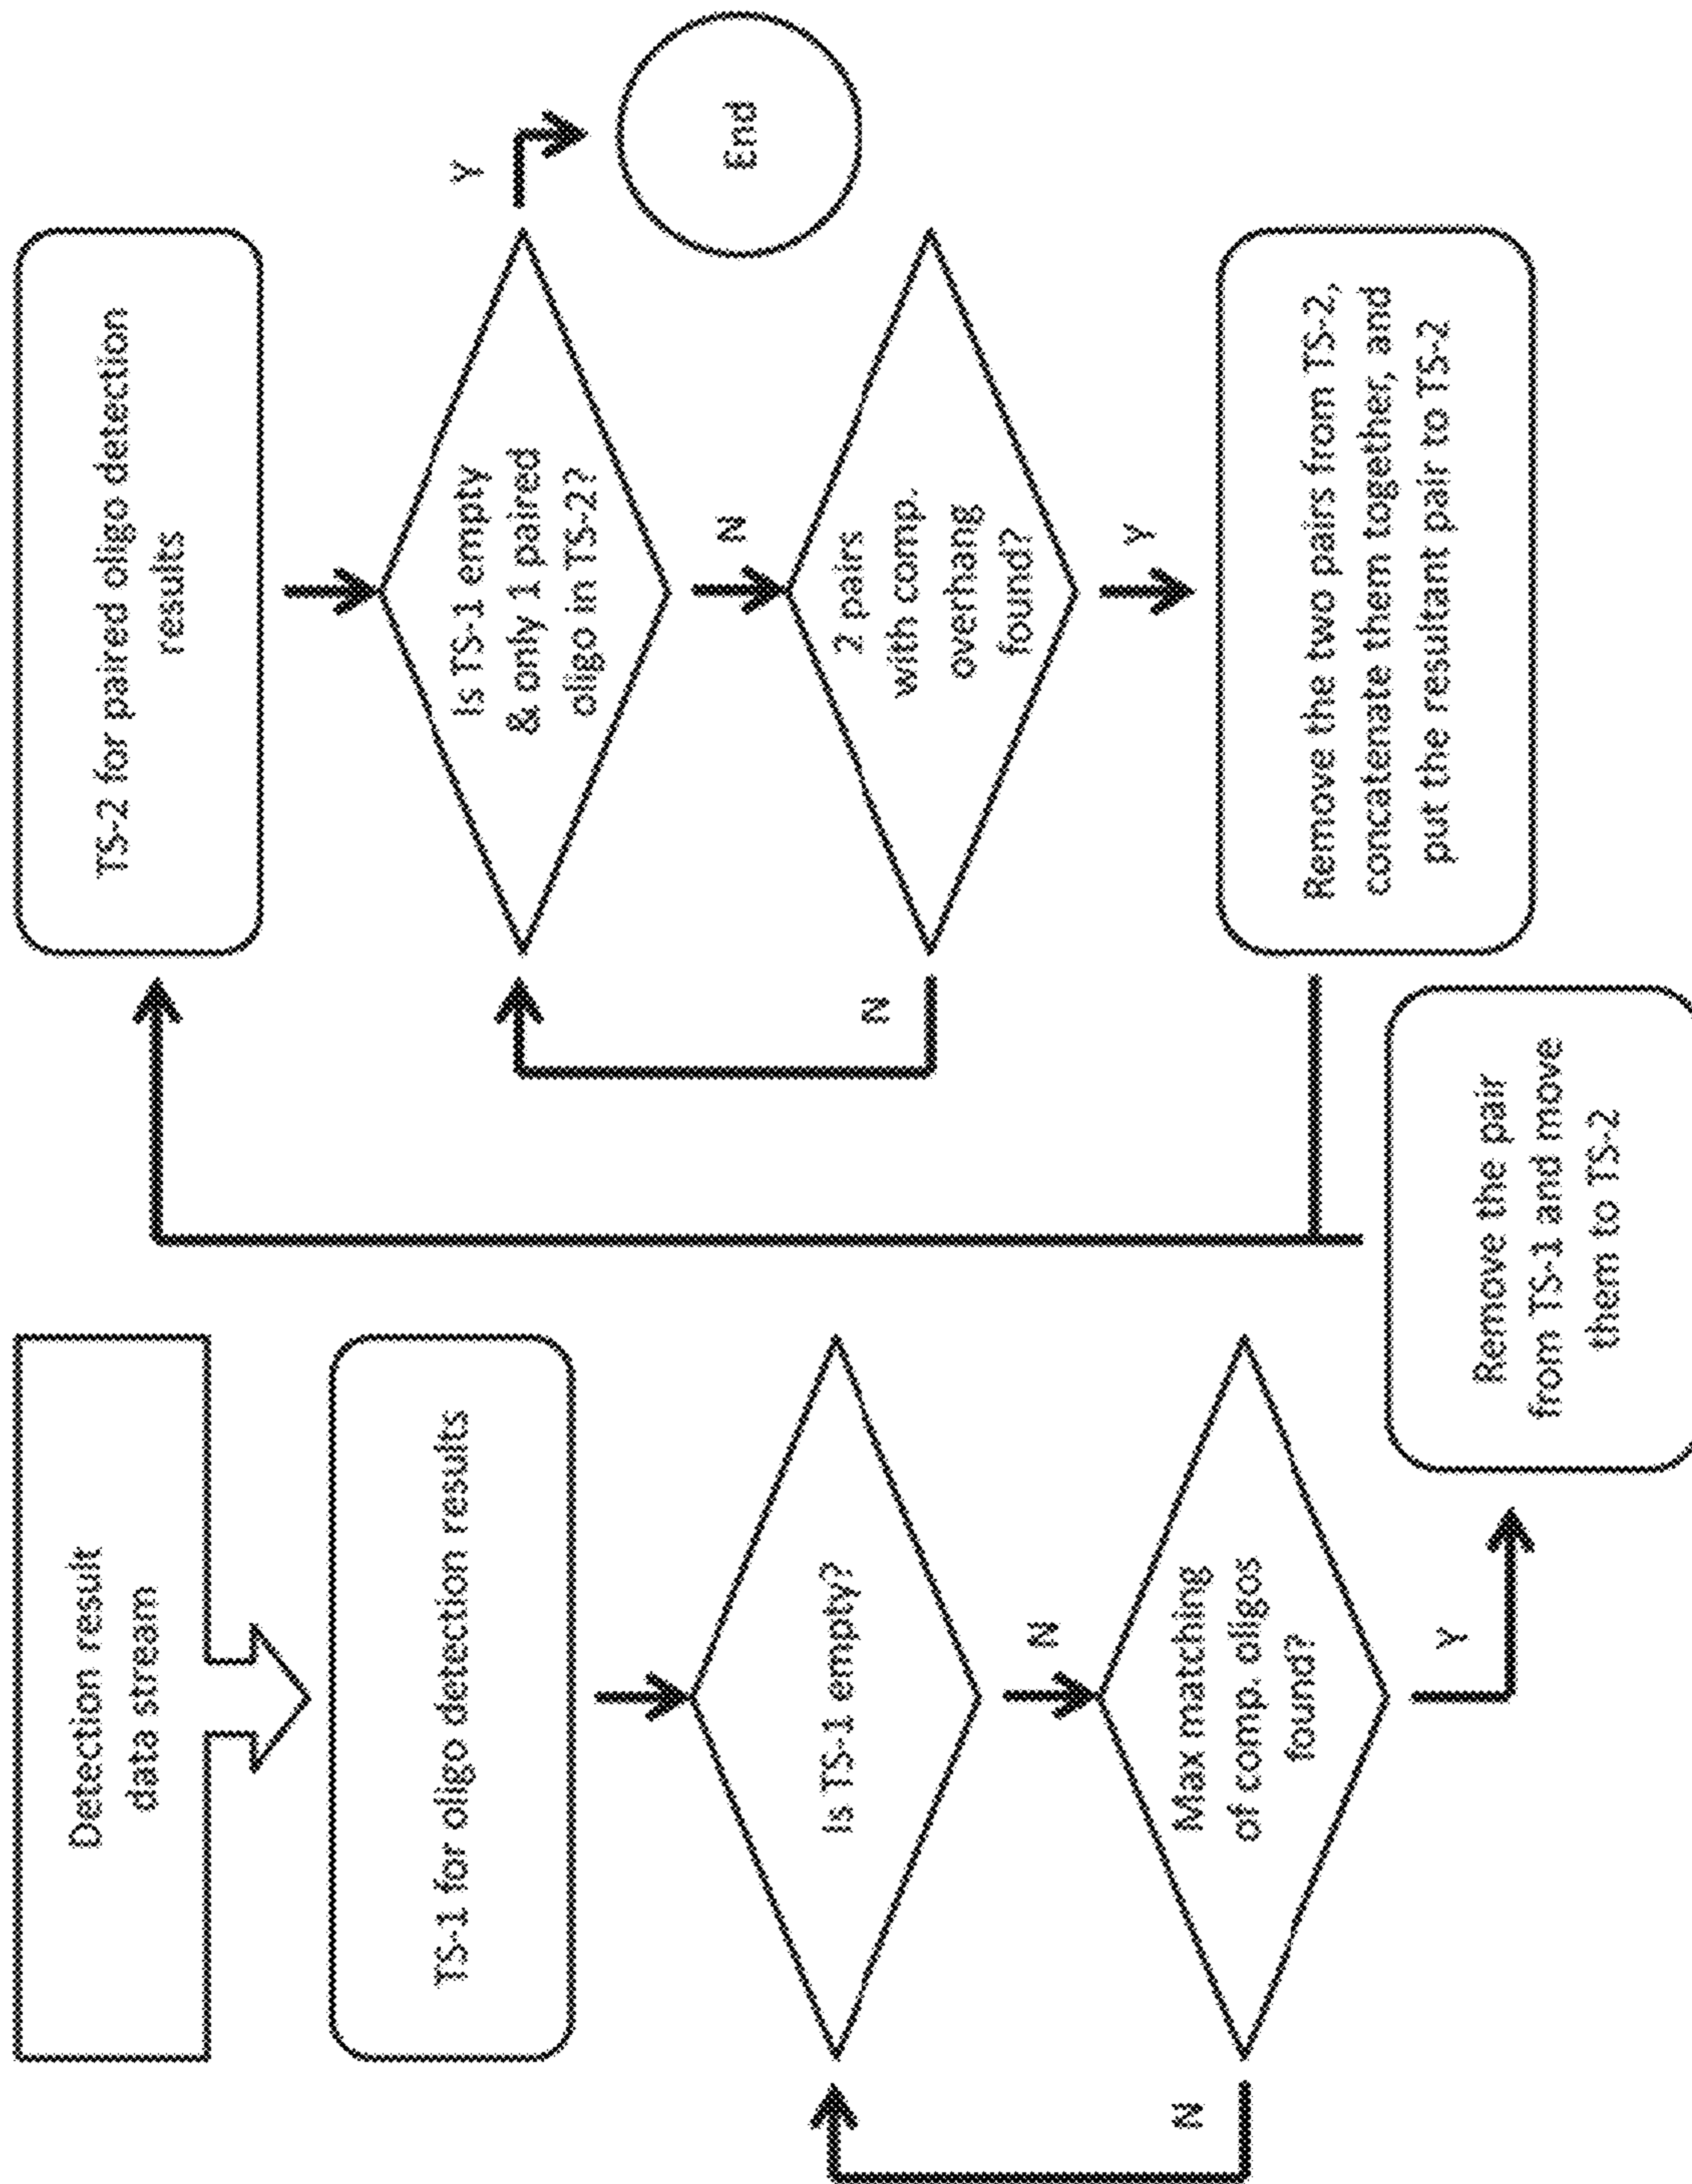 Detection result
data stream
TS-1 for oligo detection results
Is TS-1 empty?
N
Max matching
of comp. oligos
found?
N
Y
Remove the pair
from TS-1 and move
them to TS-2
TS-2 for paired oligo detection
results
Is TS-1 empty
& only 1 paired
oligo in TS-2?
Y
End
N
2 pairs
with comp.
overhang
found?
N
Y
Remove the two pairs from TS-2,
concatenate them together, and
put the resultant pair to TS-2